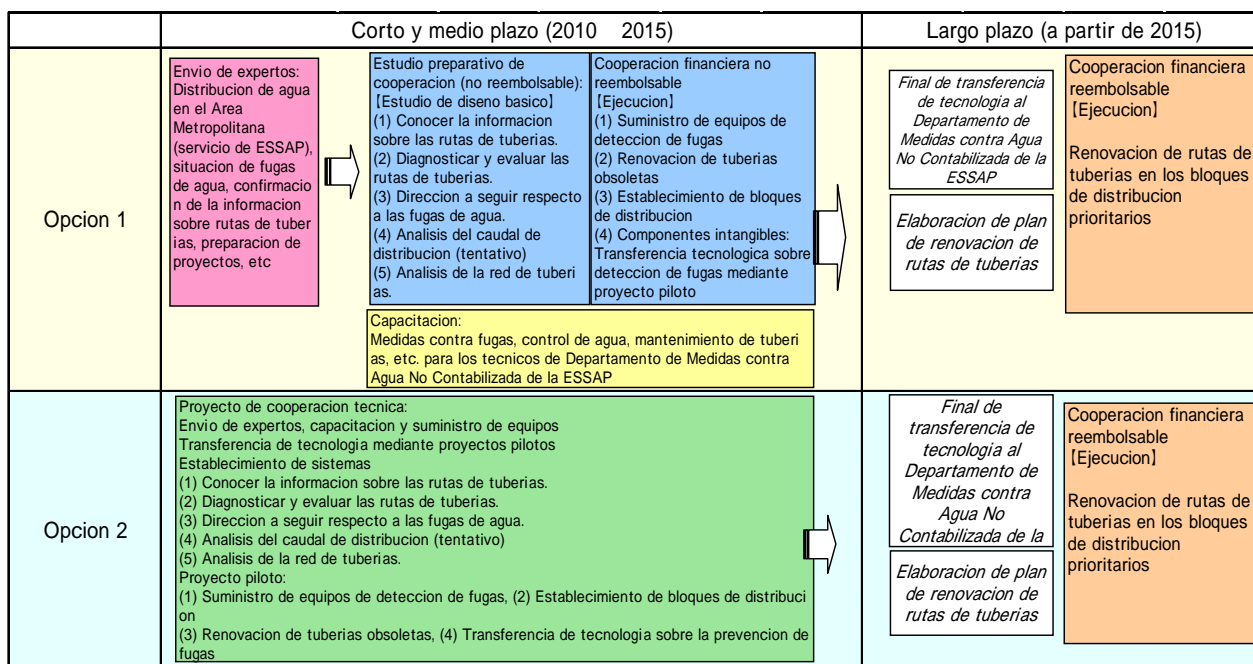 Corto y medio plazo (2010 2015)
Largo plazo (a partir de 2015)
Opcion 1
Envio de expertos:
Distribucion de agua
en el Area
Metropolitana
(servicio de ESSAP),
situacion de fugas
de agua, confirmacio
n de la informacion
sobre rutas de tuber
ias, preparacion de
proyectos, etc
Estudio preparativo de
cooperacion (no reembolsable):
【Estudio de diseno basico】
(1) Conocer la informacion
sobre las rutas de tuberias.
(2) Diagnosticar y evaluar las
rutas de tuberias.
(3) Direccion a seguir respecto
a las fugas de agua.
(4) Analisis del caudal de
distribucion (tentativo)
(5) Analisis de la red de tuberi
as.
Cooperacion financiera no
reembolsable
【Ejecucion】
(1) Suministro de equipos de
deteccion de fugas
(2) Renovacion de tuberias
obsoletas
(3) Establecimiento de bloques
de distribucion
(4) Componentes intangibles:
Transferencia tecnologica sobre
deteccion de fugas mediante
proyecto piloto
Capacitacion:
Medidas contra fugas, control de agua, mantenimiento de tuberi
as, etc. para los tecnicos de Departamento de Medidas contra
Agua No Contabilizada de la ESSAP
Final de transferencia
de tecnologia al
Departamento de
Medidas contra Agua
No Contabilizada de la
ESSAP
Elaboracion de plan
de renovacion de
rutas de tuberias
Cooperacion financiera
reembolsable
【Ejecucion】
Renovacion de rutas de
tuberias en los bloques
de distribucion
prioritarios
Opcion 2
Proyecto de cooperacion tecnica:
Envio de expertos, capacitacion y suministro de equipos
Transferencia de tecnologia mediante proyectos pilotos
Establecimiento de sistemas
(1) Conocer la informacion sobre las rutas de tuberias.
(2) Diagnosticar y evaluar las rutas de tuberias.
(3) Direccion a seguir respecto a las fugas de agua.
(4) Analisis del caudal de distribucion (tentativo)
(5) Analisis de la red de tuberias.
Proyecto piloto:
(1) Suministro de equipos de deteccion de fugas, (2) Establecimiento de bloques de distribuci
on
(3) Renovacion de tuberias obsoletas, (4) Transferencia de tecnologia sobre la prevencion de
fugas
Final de
transferencia de
tecnologia al
Departamento de
Medidas contra
Agua No
Contabilizada de la
Elaboracion de plan
de renovacion de
rutas de tuberias
Cooperacion financiera
reembolsable
【Ejecucion】
Renovacion de rutas de
tuberias en los bloques
de distribucion
prioritarios